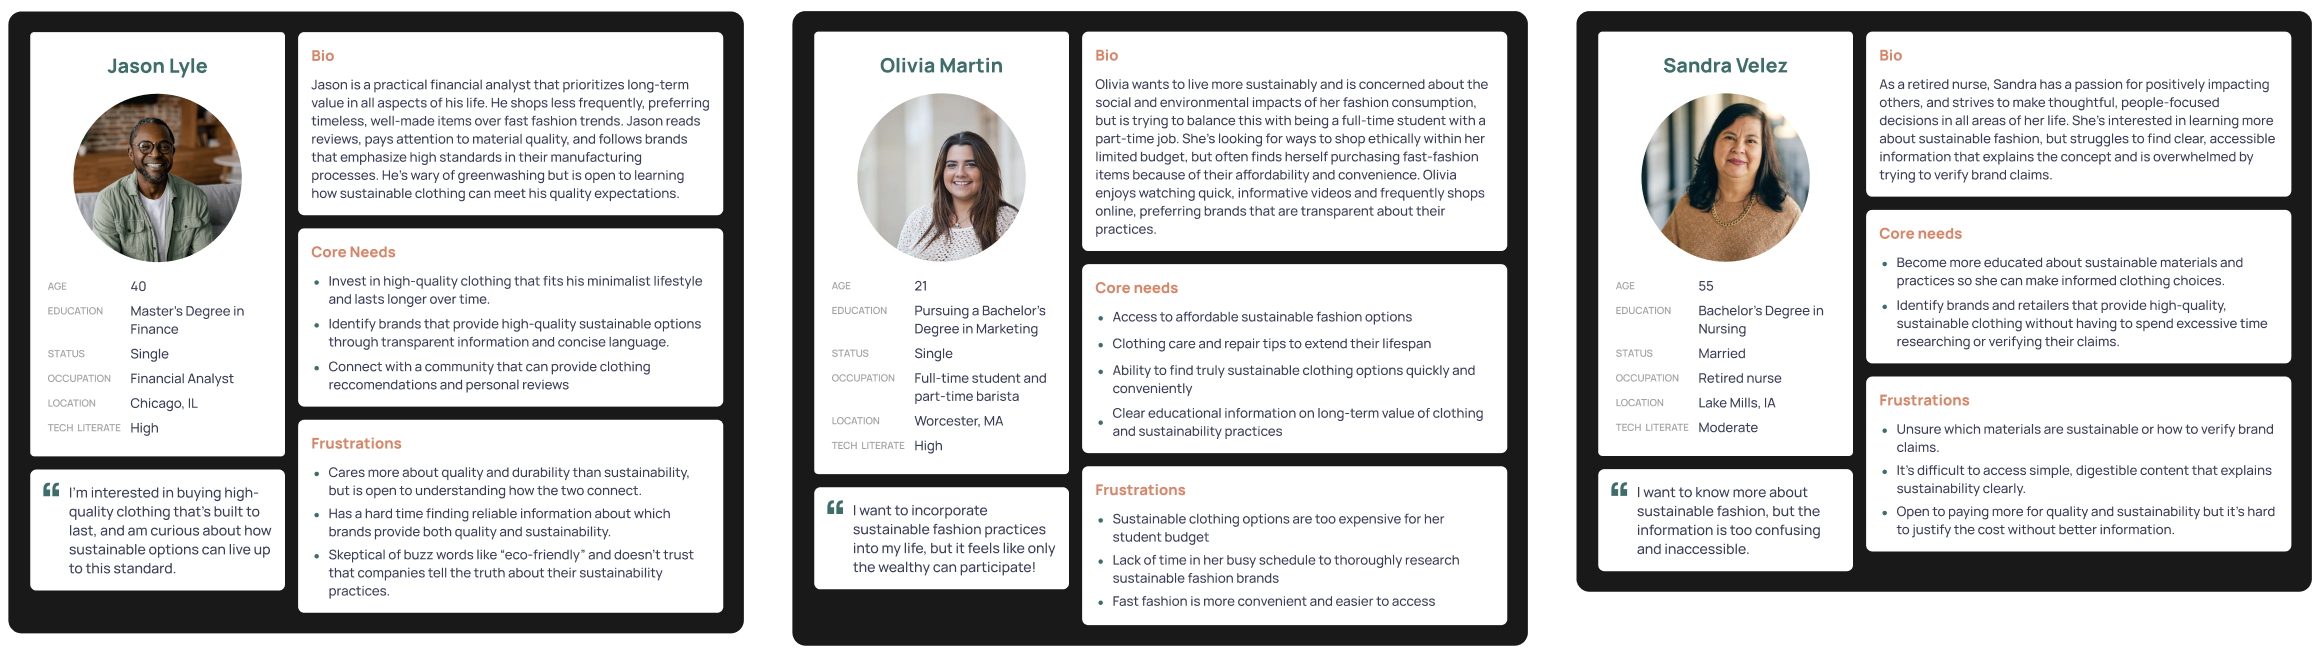 Jason Lyle
AGE 40
EDUCATION Master's Degree in
Finance
STATUS Single
OCCUPATION Financial Analyst
LOCATION Chicago, IL
TECH LITERATE High
“ I'm interested in buying high-
quality clothing that's built to
last, and am curious about how
sustainable options can live up
to this standard.
Bio
Jason is a practical financial analyst that prioritizes long-term
value in all aspects of his life. He shops less frequently, preferring
timeless, well-made items over fast fashion trends. Jason reads
reviews, pays attention to material quality, and follows brands
that emphasize high standards in their manufacturing
processes. He's wary of greenwashing but is open to learning
how sustainable clothing can meet his quality expectations.
Core Needs
• Invest in high-quality clothing that fits his minimalist lifestyle
and lasts longer over time.
• Identify brands that provide high-quality sustainable options
through transparent information and concise language.
• Connect with a community that can provide clothing
reccomendations and personal reviews
Frustrations
• Cares more about quality and durability than sustainability,
but is open to understanding how the two connect.
• Has a hard time finding reliable information about which
brands provide both quality and sustainability.
• Skeptical of buzz words like “eco-friendly” and doesn't trust
that companies tell the truth about their sustainability
practices.
Olivia Martin
AGE 21
EDUCATION Pursuing a Bachelor's
Degree in Marketing
STATUS Single
OCCUPATION Full-time student and
part-time barista
LOCATION Worcester, MA
TECH LITERATE High
“ I want to incorporate
sustainable fashion practices
into my life, but it feels like only
the wealthy can participate!
Bio
Olivia wants to live more sustainably and is concerned about the
social and environmental impacts of her fashion consumption,
but is trying to balance this with being a full-time student with a
part-time job. She's looking for ways to shop ethically within her
limited budget, but often finds herself purchasing fast-fashion
items because of their affordability and convenience. Olivia
enjoys watching quick, informative videos and frequently shops
online, preferring brands that are transparent about their
practices.
Core needs
• Access to affordable sustainable fashion options
• Clothing care and repair tips to extend their lifespan
• Ability to find truly sustainable clothing options quickly and
conveniently
• Clear educational information on long-term value of clothing
and sustainability practices
Frustrations
• Sustainable clothing options are too expensive for her
student budget
• Lack of time in her busy schedule to thoroughly research
sustainable fashion brands
• Fast fashion is more convenient and easier to access
Sandra Velez
AGE 55
EDUCATION Bachelor's Degree in
Nursing
STATUS Married
OCCUPATION Retired nurse
LOCATION Lake Mills, IA
TECH LITERATE Moderate
“ I want to know more about
sustainable fashion, but the
information is too confusing
and inaccessible.
Bio
As a retired nurse, Sandra has a passion for positively impacting
others, and strives to make thoughtful, people-focused
decisions in all areas of her life. She's interested in learning more
about sustainable fashion, but struggles to find clear, accessible
information that explains the concept and is overwhelmed by
trying to verify brand claims.
Core needs
• Become more educated about sustainable materials and
practices so she can make informed clothing choices.
• Identify brands and retailers that provide high-quality,
sustainable clothing without having to spend excessive time
researching or verifying their claims.
Frustrations
• Unsure which materials are sustainable or how to verify brand
claims.
• It's difficult to access simple, digestible content that explains
sustainability clearly.
• Open to paying more for quality and sustainability but it's hard
to justify the cost without better information.